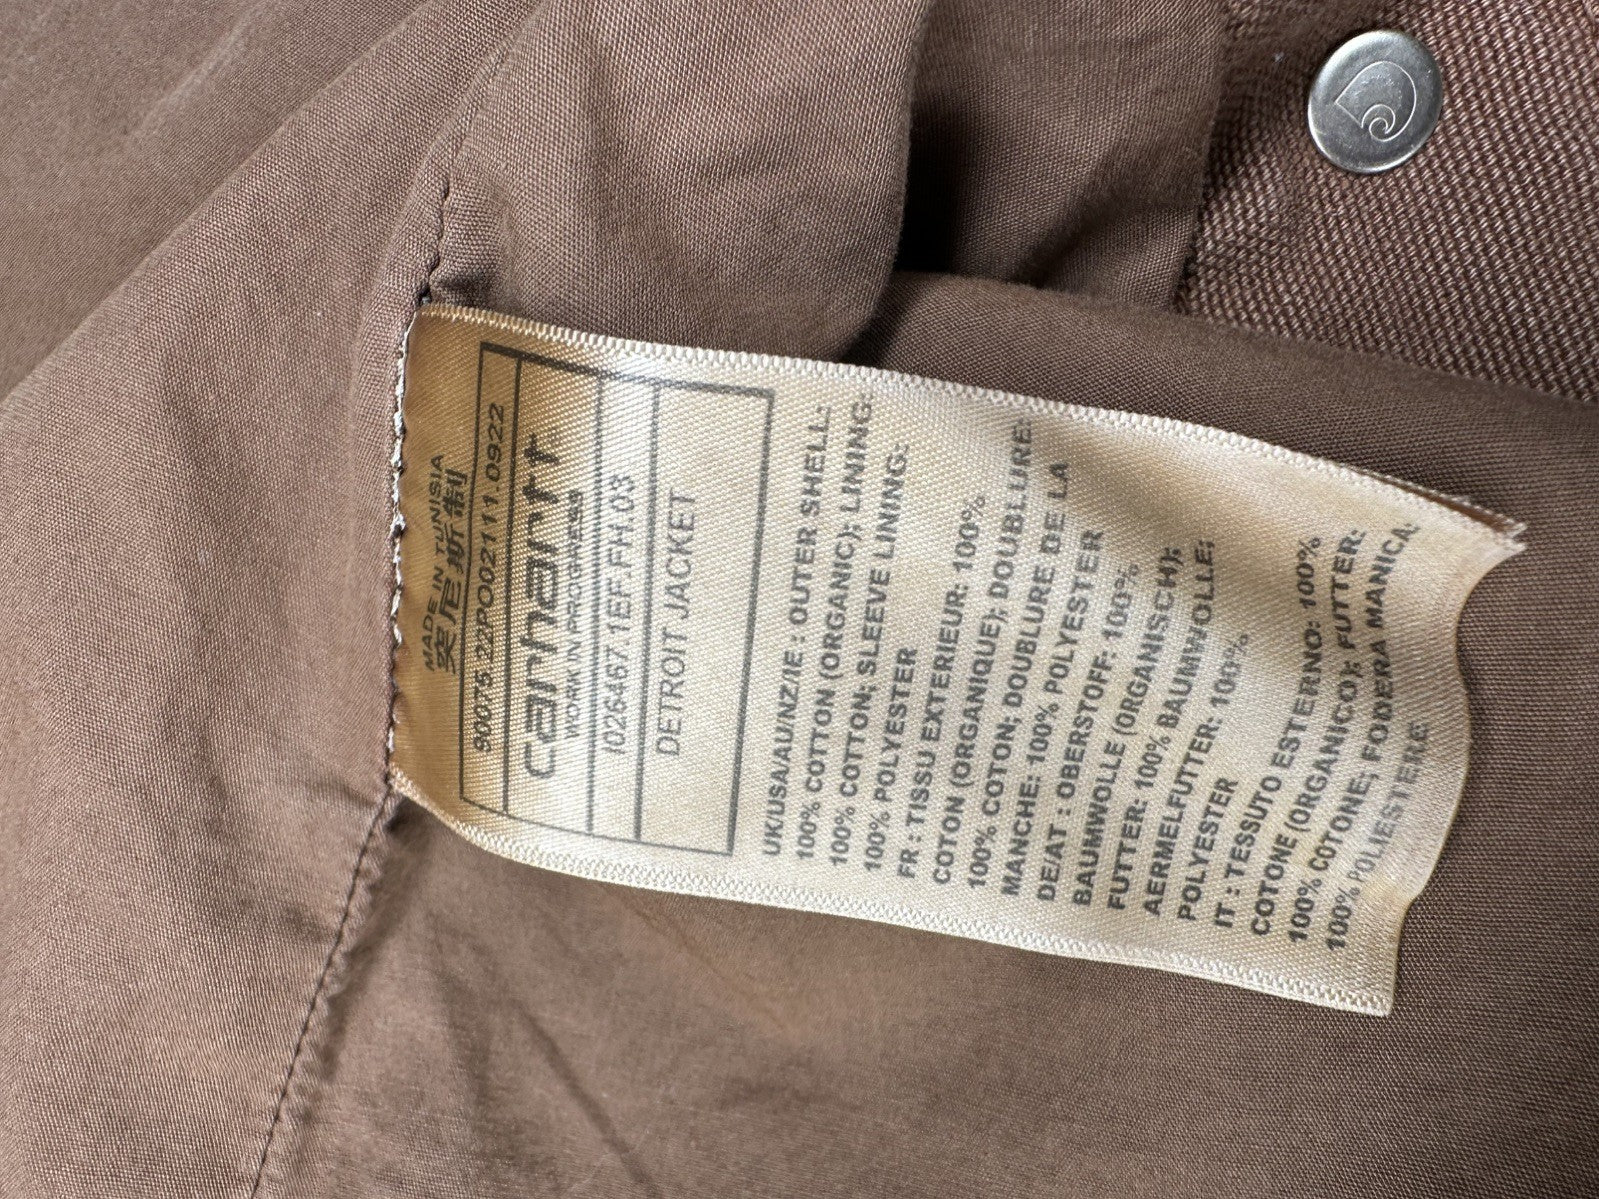 MADE IN TUNISIA
突尼斯制
900T5.22PO02111.0922
carhartt
WORK IN PROGRESS
I026467.1EF.FH.03
DETROIT JACKET
UK/USA/AU/NZ/IE : OUTER SHELL:
100% COTTON (ORGANIC); LINING:
100% COTTON; SLEEVE LINING:
100% POLYESTER
FR : TISSU EXTERIEUR: 100%
COTON (ORGANIQUE); DOUBLURE:
100% COTON; DOUBLURE DE LA
MANCHE: 100% POLYESTER
DE/AT : OBERSTOFF: 100%
BAUMWOLLE (ORGANISCH);
FUTTER: 100% BAUMWOLLE;
AERMELFUTTER: 100%
POLYESTER
IT : TESSUTO ESTERNO: 100%
COTONE (ORGANICO); FUTTER:
100% COTONE; FODERA MANICA:
100% POLIESTERE